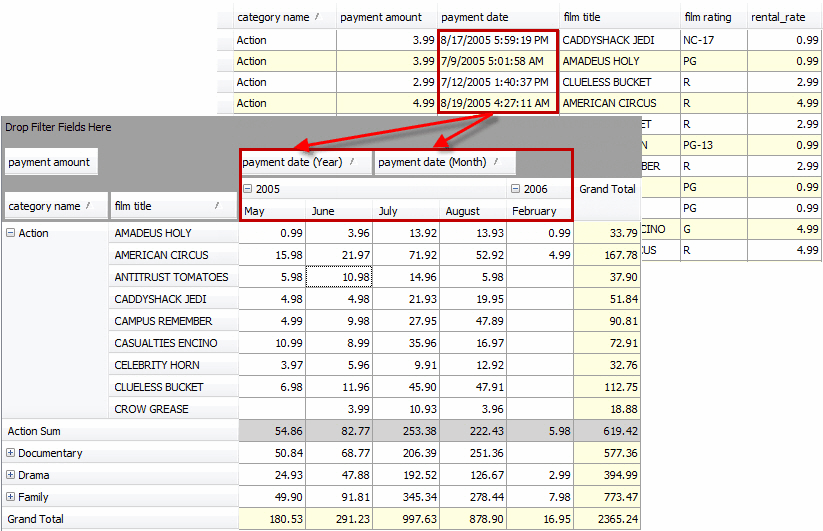 category name payment amount payment date film title film rating rental_rate
Action 3.99 8/17/2005 5:59:19 PM CADDYSHACK JEDI NC-17 0.99
Action 3.99 7/9/2005 5:01:58 AM AMADEUS HOLY PG 0.99
Action 2.99 7/12/2005 1:40:37 PM CLUELESS BUCKET R 2.99
Action 4.99 8/19/2005 4:27:11 AM AMERICAN CIRCUS R 4.99
ET R 2.99
N PG-13 0.99
BER R 2.99
PG 0.99
PG 0.99
NCINO G 4.99
US R 4.99
Drop Filter Fields Here
payment amount payment date (Year) payment date (Month)
2005 2006 Grand Total
category name film title May June July August February
Action AMADEUS HOLY 0.99 3.96 13.92 13.93 0.99 33.79
AMERICAN CIRCUS 15.98 21.97 71.92 52.92 4.99 167.78
ANTITRUST TOMATOES 5.98 10.98 14.96 5.98 37.90
CADDYSHACK JEDI 4.98 4.98 21.93 19.95 51.84
CAMPUS REMEMBER 4.99 9.98 27.95 47.89 90.81
CASUALTIES ENCINO 10.99 8.99 35.96 16.97 72.91
CELEBRITY HORN 3.97 5.96 9.91 12.92 32.76
CLUELESS BUCKET 6.98 11.96 45.90 47.91 112.75
CROW GREASE 3.99 10.93 3.96 18.88
Action Sum 54.86 82.77 253.38 222.43 5.98 619.42
Documentary 50.84 68.77 206.39 251.36 577.36
Drama 24.93 47.88 192.52 126.67 2.99 394.99
Family 49.90 91.81 345.34 278.44 7.98 773.47
Grand Total 180.53 291.23 997.63 878.90 16.95 2365.24